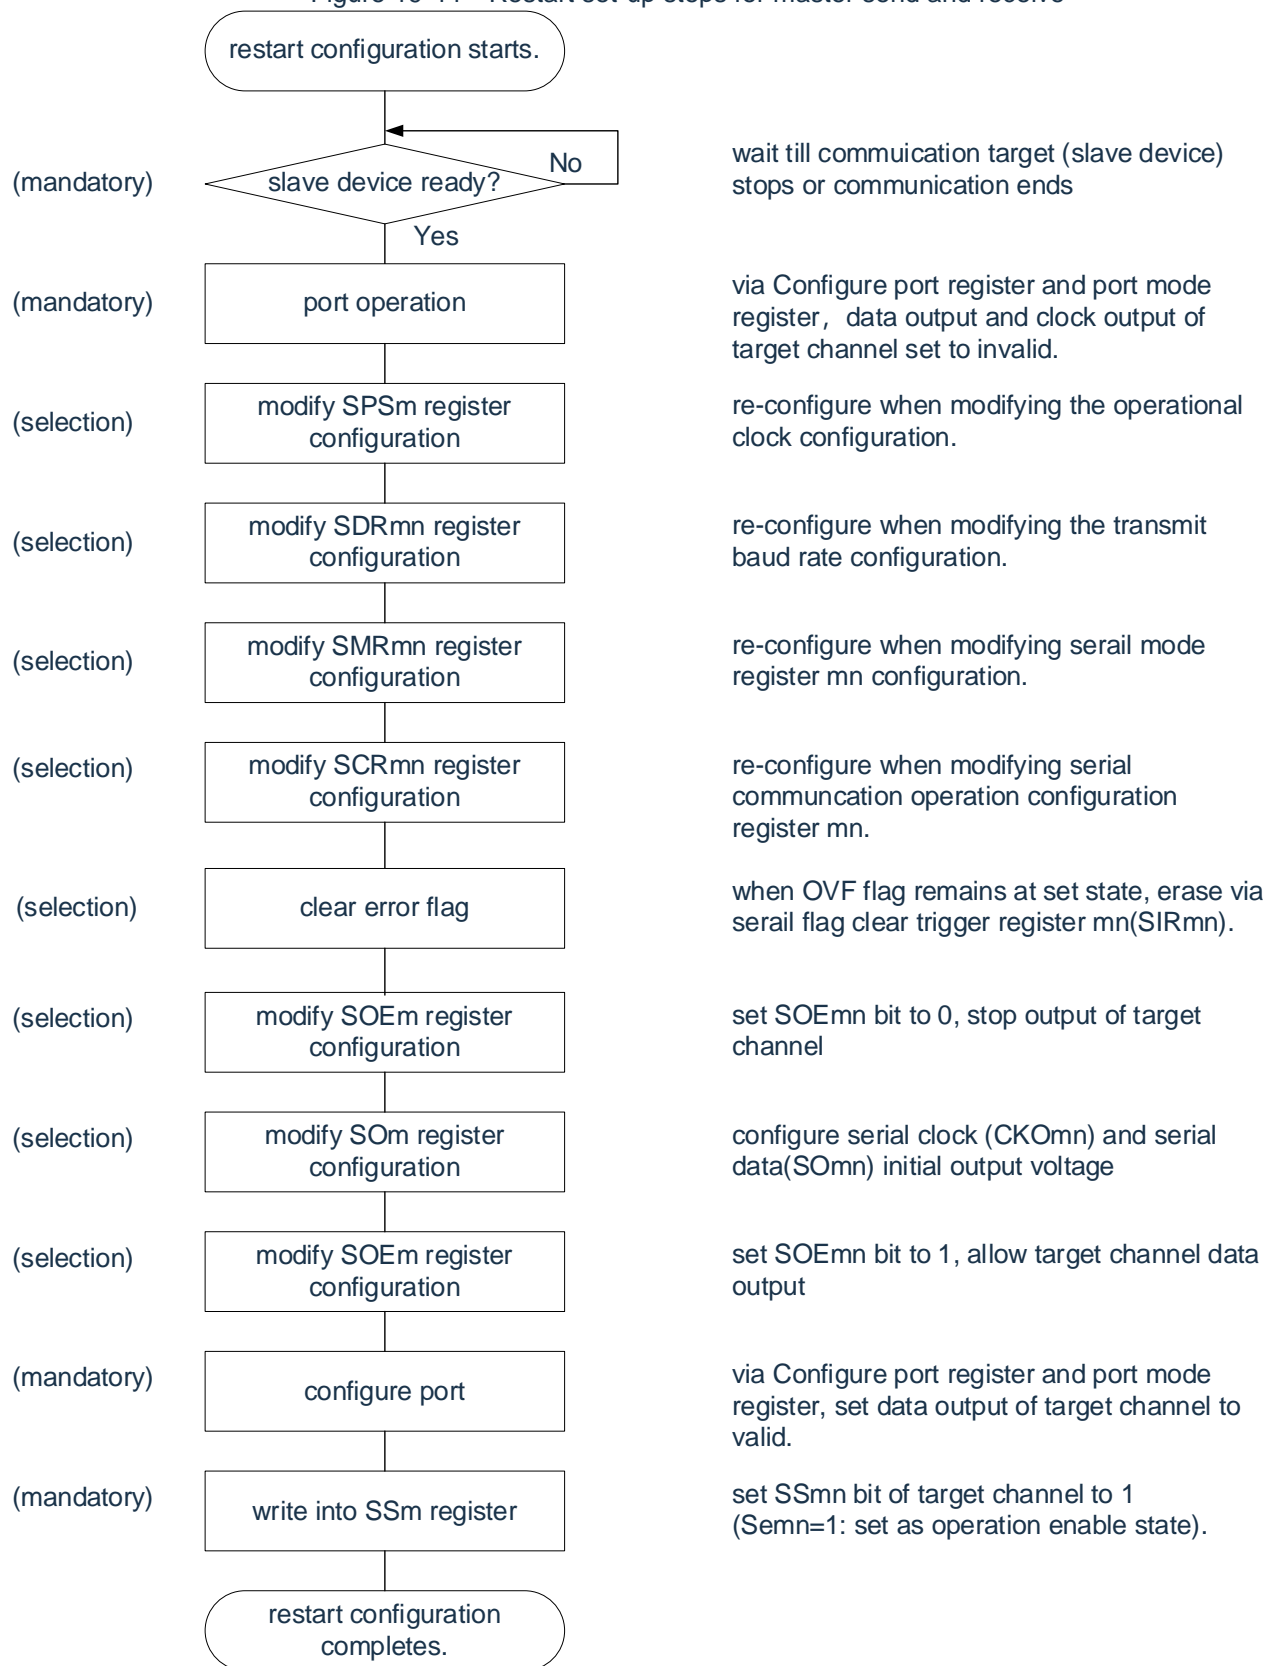 restart configuration starts.
No
(mandatory)
slave device ready?
wait till commuication target (slave device)
stops or communication ends
Yes
(mandatory)
port operation
via Configure port register and port mode
register，data output and clock output of
target channel set to invalid.
(selection)
modify SPSm register
configuration
re-configure when modifying the operational
clock configuration.
(selection)
modify SDRmn register
configuration
re-configure when modifying the transmit
baud rate configuration.
(selection)
modify SMRmn register
configuration
re-configure when modifying serail mode
register mn configuration.
(selection)
modify SCRmn register
configuration
re-configure when modifying serial
communcation operation configuration
register mn.
(selection)
clear error flag
when OVF flag remains at set state, erase via
serail flag clear trigger register mn(SIRmn).
(selection)
modify SOEm register
configuration
set SOEmn bit to 0, stop output of target
channel
(selection)
modify SOm register
configuration
configure serial clock (CKOmn) and serial
data(SOmn) initial output voltage
(selection)
modify SOEm register
configuration
set SOEmn bit to 1, allow target channel data
output
(mandatory)
configure port
via Configure port register and port mode
register, set data output of target channel to
valid.
(mandatory)
write into SSm register
set SSmn bit of target channel to 1
(Semn=1: set as operation enable state).
restart configuration
completes.